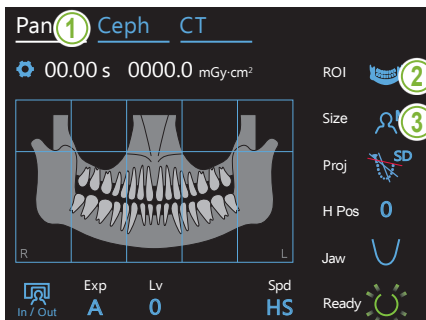 Pan 1 Ceph CT
00.00 s 0000.0 mGy·cm²
ROI 2
Size 3
Proj SD
H Pos 0
R L
Jaw
Exp Lv Spd
In / Out A 0 HS
Ready